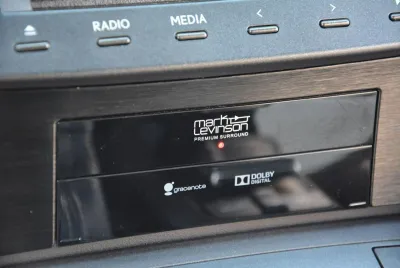 RADIO MEDIA < >
mark
Levinson
PREMIUM SURROUND
gracenote
DOLBY
DIGITAL